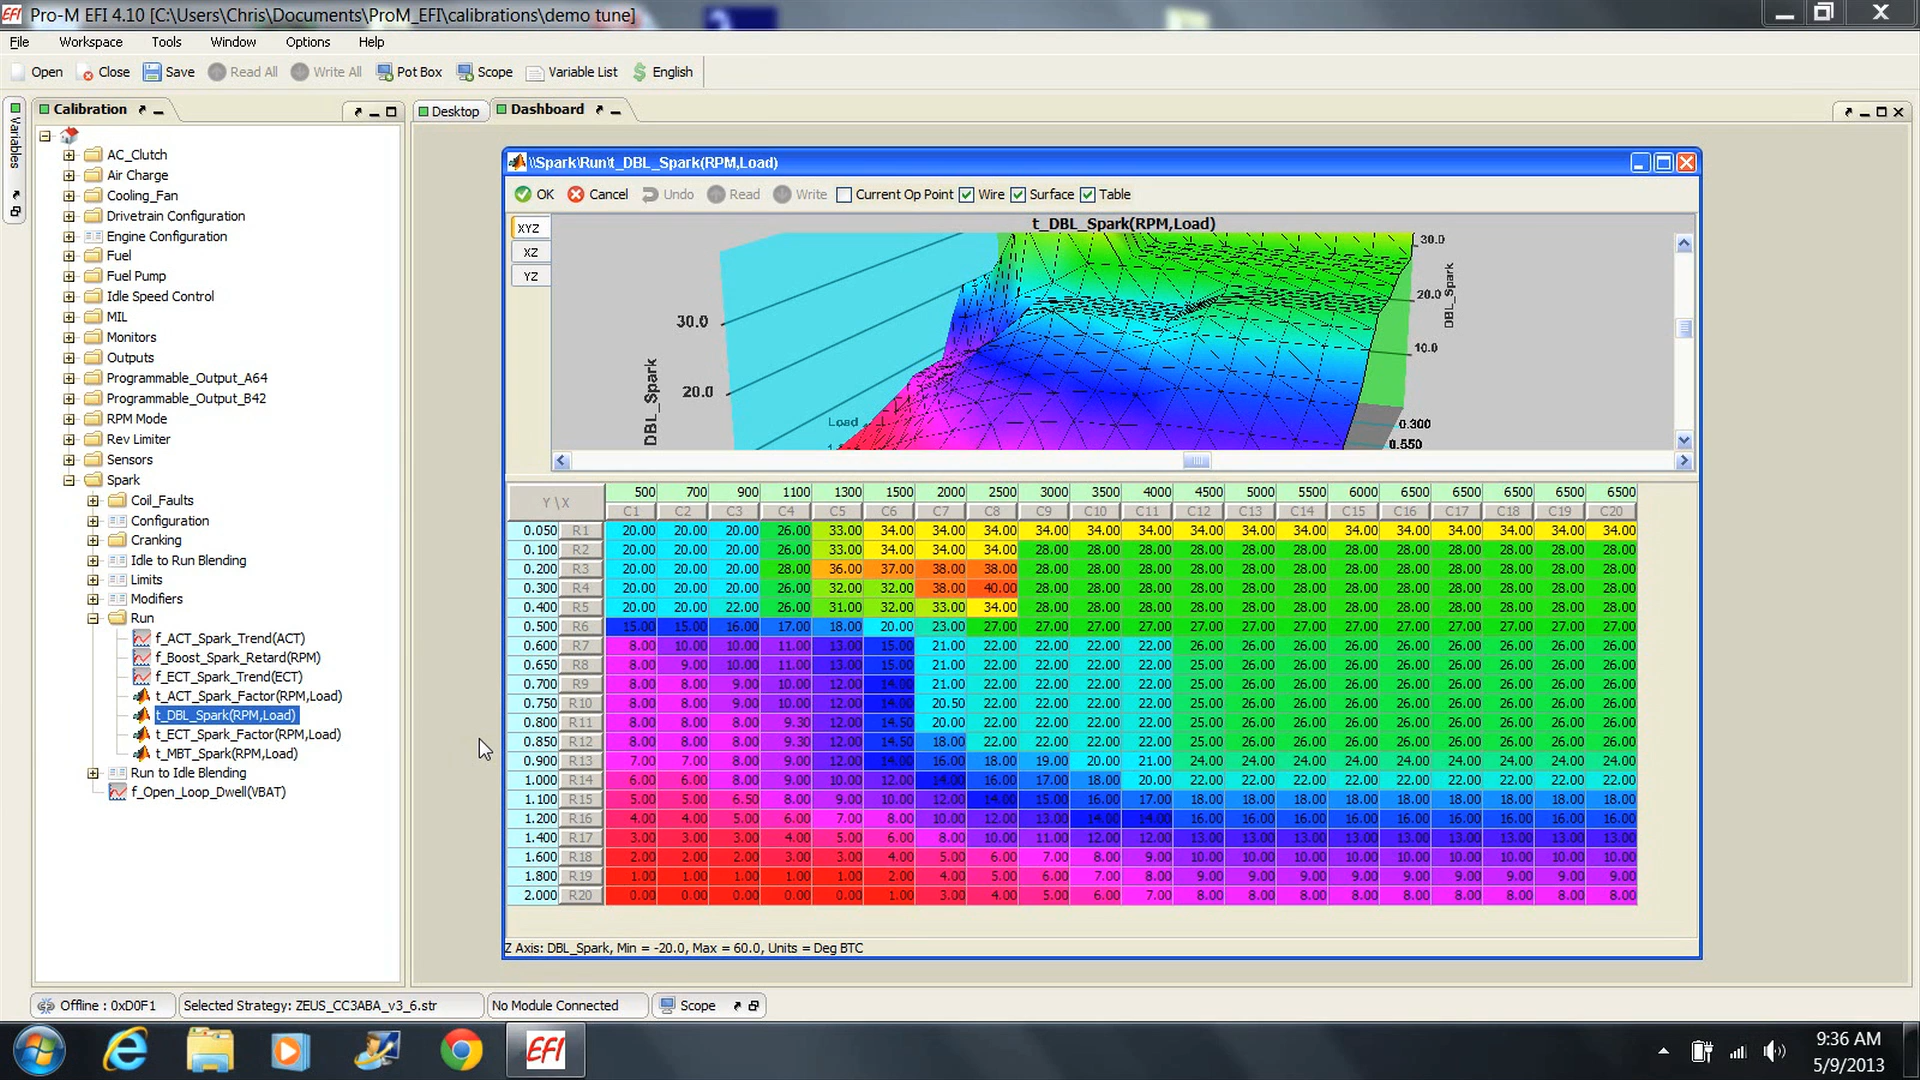 EFI Pro-M EFI 4.10 [C:\Users\Chris\Documents\ProM_EFI\calibrations\demo tune]
File Workspace Tools Window Options Help
Open Close Save Read All Write All Pot Box Scope Variable List $ English
Variables
Calibration
AC_Clutch
Air Charge
Cooling_Fan
Drivetrain Configuration
Engine Configuration
Fuel
Fuel Pump
Idle Speed Control
MIL
Monitors
Outputs
Programmable_Output_A64
Programmable_Output_B42
RPM Mode
Rev Limiter
Sensors
Spark
Coil_Faults
Configuration
Cranking
Idle to Run Blending
Limits
Modifiers
Run
f_ACT_Spark_Trend(ACT)
f_Boost_Spark_Retard(RPM)
f_ECT_Spark_Trend(ECT)
t_ACT_Spark_Factor(RPM,Load)
t_DBL_Spark(RPM,Load)
t_ECT_Spark_Factor(RPM,Load)
t_MBT_Spark(RPM,Load)
Run to Idle Blending
f_Open_Loop_Dwell(VBAT)
Desktop Dashboard
\\Spark\Run\t_DBL_Spark(RPM,Load)
OK Cancel Undo Read Write Current Op Point Wire Surface Table
XYZ
XZ
YZ
t_DBL_Spark(RPM,Load)
30.0
20.0
DBL_Spark
Load
30.0
20.0
10.0
DBL_Spark
0.300
0.550
Y \ X 500 700 900 1100 1300 1500 2000 2500 3000 3500 4000 4500 5000 5500 6000 6500 6500 6500 6500 6500
C1 C2 C3 C4 C5 C6 C7 C8 C9 C10 C11 C12 C13 C14 C15 C16 C17 C18 C19 C20
0.050 R1 20.00 20.00 20.00 26.00 33.00 34.00 34.00 34.00 34.00 34.00 34.00 34.00 34.00 34.00 34.00 34.00 34.00 34.00 34.00 34.00
0.100 R2 20.00 20.00 20.00 26.00 33.00 34.00 34.00 34.00 28.00 28.00 28.00 28.00 28.00 28.00 28.00 28.00 28.00 28.00 28.00 28.00
0.200 R3 20.00 20.00 20.00 28.00 36.00 37.00 38.00 38.00 28.00 28.00 28.00 28.00 28.00 28.00 28.00 28.00 28.00 28.00 28.00 28.00
0.300 R4 20.00 20.00 20.00 26.00 32.00 32.00 38.00 40.00 28.00 28.00 28.00 28.00 28.00 28.00 28.00 28.00 28.00 28.00 28.00 28.00
0.400 R5 20.00 20.00 22.00 26.00 31.00 32.00 33.00 34.00 28.00 28.00 28.00 28.00 28.00 28.00 28.00 28.00 28.00 28.00 28.00 28.00
0.500 R6 15.00 15.00 16.00 17.00 18.00 20.00 23.00 27.00 27.00 27.00 27.00 27.00 27.00 27.00 27.00 27.00 27.00 27.00 27.00 27.00
0.600 R7 8.00 10.00 10.00 11.00 13.00 15.00 21.00 22.00 22.00 22.00 22.00 26.00 26.00 26.00 26.00 26.00 26.00 26.00 26.00 26.00
0.650 R8 8.00 9.00 10.00 11.00 13.00 15.00 21.00 22.00 22.00 22.00 22.00 25.00 26.00 26.00 26.00 26.00 26.00 26.00 26.00 26.00
0.700 R9 8.00 8.00 9.00 10.00 12.00 14.00 21.00 22.00 22.00 22.00 22.00 25.00 26.00 26.00 26.00 26.00 26.00 26.00 26.00 26.00
0.750 R10 8.00 8.00 9.00 10.00 12.00 14.00 20.50 22.00 22.00 22.00 22.00 25.00 26.00 26.00 26.00 26.00 26.00 26.00 26.00 26.00
0.800 R11 8.00 8.00 8.00 9.30 12.00 14.50 20.00 22.00 22.00 22.00 22.00 25.00 26.00 26.00 26.00 26.00 26.00 26.00 26.00 26.00
0.850 R12 8.00 8.00 8.00 9.30 12.00 14.50 18.00 22.00 22.00 22.00 22.00 25.00 26.00 26.00 26.00 26.00 26.00 26.00 26.00 26.00
0.900 R13 7.00 7.00 8.00 9.00 12.00 14.00 16.00 18.00 19.00 20.00 21.00 24.00 24.00 24.00 24.00 24.00 24.00 24.00 24.00 24.00
1.000 R14 6.00 6.00 8.00 9.00 10.00 12.00 14.00 16.00 17.00 18.00 20.00 22.00 22.00 22.00 22.00 22.00 22.00 22.00 22.00 22.00
1.100 R15 5.00 5.00 6.50 8.00 9.00 10.00 12.00 14.00 15.00 16.00 17.00 18.00 18.00 18.00 18.00 18.00 18.00 18.00 18.00 18.00
1.200 R16 4.00 4.00 5.00 6.00 7.00 8.00 10.00 12.00 13.00 14.00 14.00 16.00 16.00 16.00 16.00 16.00 16.00 16.00 16.00 16.00
1.400 R17 3.00 3.00 3.00 4.00 5.00 6.00 8.00 10.00 11.00 12.00 12.00 13.00 13.00 13.00 13.00 13.00 13.00 13.00 13.00 13.00
1.600 R18 2.00 2.00 2.00 3.00 3.00 4.00 5.00 6.00 7.00 8.00 9.00 10.00 10.00 10.00 10.00 10.00 10.00 10.00 10.00 10.00
1.800 R19 1.00 1.00 1.00 1.00 1.00 2.00 4.00 5.00 6.00 7.00 8.00 9.00 9.00 9.00 9.00 9.00 9.00 9.00 9.00 9.00
2.000 R20 0.00 0.00 0.00 0.00 0.00 1.00 3.00 4.00 5.00 6.00 7.00 8.00 8.00 8.00 8.00 8.00 8.00 8.00 8.00 8.00
Z Axis: DBL_Spark, Min = -20.0, Max = 60.0, Units = Deg BTC
Offline : 0xD0F1 Selected Strategy: ZEUS_CC3ABA_v3_6.str No Module Connected Scope
EFI
9:36 AM
5/9/2013